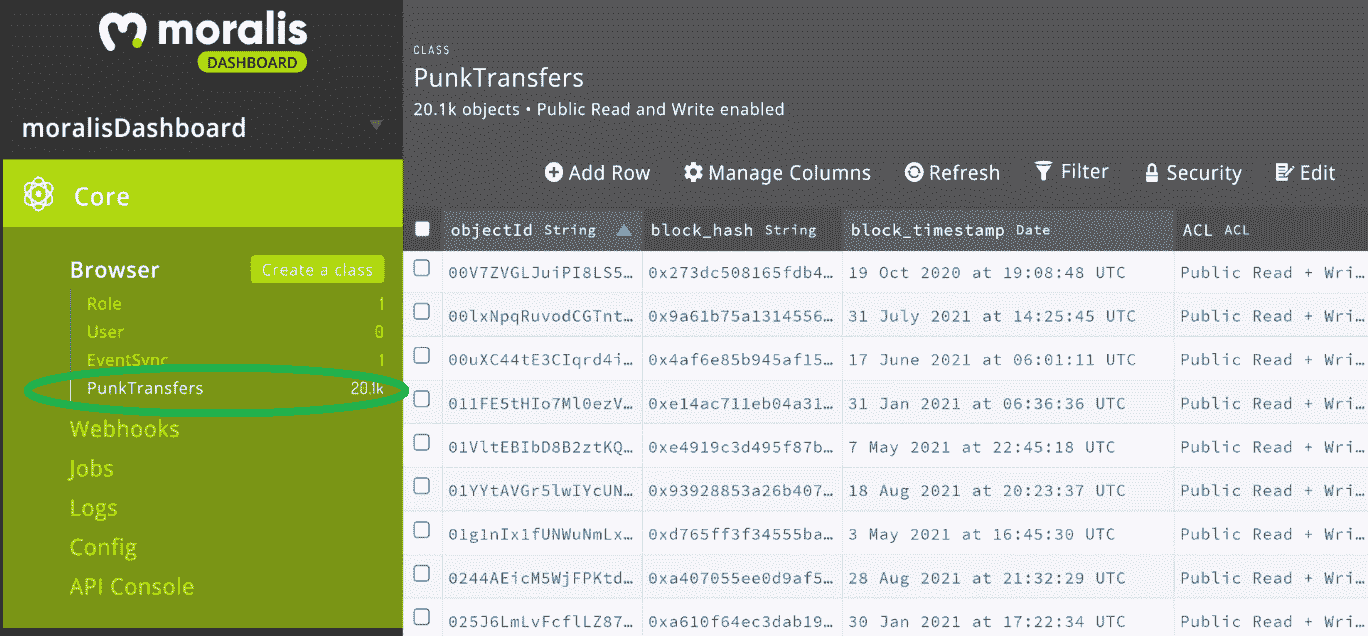 moralis
DASHBOARD
moralisDashboard
Core
Browser Create a class
Role 1
User 0
EventSync 1
PunkTransfers 20.1k
Webhooks
Jobs
Logs
Config
API Console
CLASS
PunkTransfers
20.1k objects • Public Read and Write enabled
Add Row Manage Columns Refresh Filter Security Edit
objectId String block_hash String block_timestamp Date ACL ACL
00V7ZVGLJuiPI8LS5… 0x273dc508165fdb4… 19 Oct 2020 at 19:08:48 UTC Public Read + Wri…
00lxNpqRuvodCGTnt… 0x9a61b75a1314556… 31 July 2021 at 14:25:45 UTC Public Read + Wri…
00uXC44tE3CIqrd4i… 0x4af6e85b945af15… 17 June 2021 at 06:01:11 UTC Public Read + Wri…
011FE5tHIo7Ml0ezV… 0xe14ac711eb04a31… 31 Jan 2021 at 06:36:36 UTC Public Read + Wri…
01VltEBIbD8B2ztKQ… 0xe4919c3d495f87b… 7 May 2021 at 22:45:18 UTC Public Read + Wri…
01YYtAVGr5lwIYcUN… 0x93928853a26b407… 18 Aug 2021 at 20:23:37 UTC Public Read + Wri…
01g1nIx1fUNWuNmLx… 0xd765ff3f34555ba… 3 May 2021 at 16:45:30 UTC Public Read + Wri…
0244AEicM5WjFPKtd… 0xa407055ee0d9af5… 28 Aug 2021 at 21:32:29 UTC Public Read + Wri…
025J6LmLvFcflLZ87… 0xa610f64ec3dab19… 30 Jan 2021 at 17:22:34 UTC Public Read + Wri…